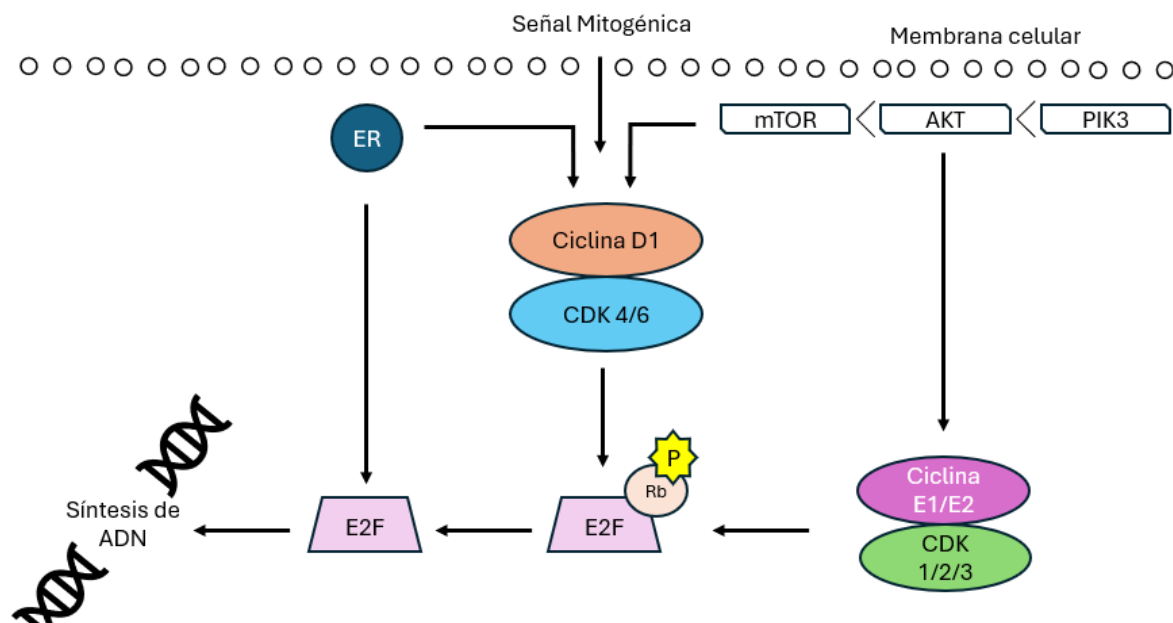 Señal Mitogénica
Membrana celular
ER
mTOR
AKT
PIK3
Ciclina D1
CDK 4/6
P
Rb
Síntesis de
ADN
E2F
E2F
Ciclina
E1/E2
CDK
1/2/3